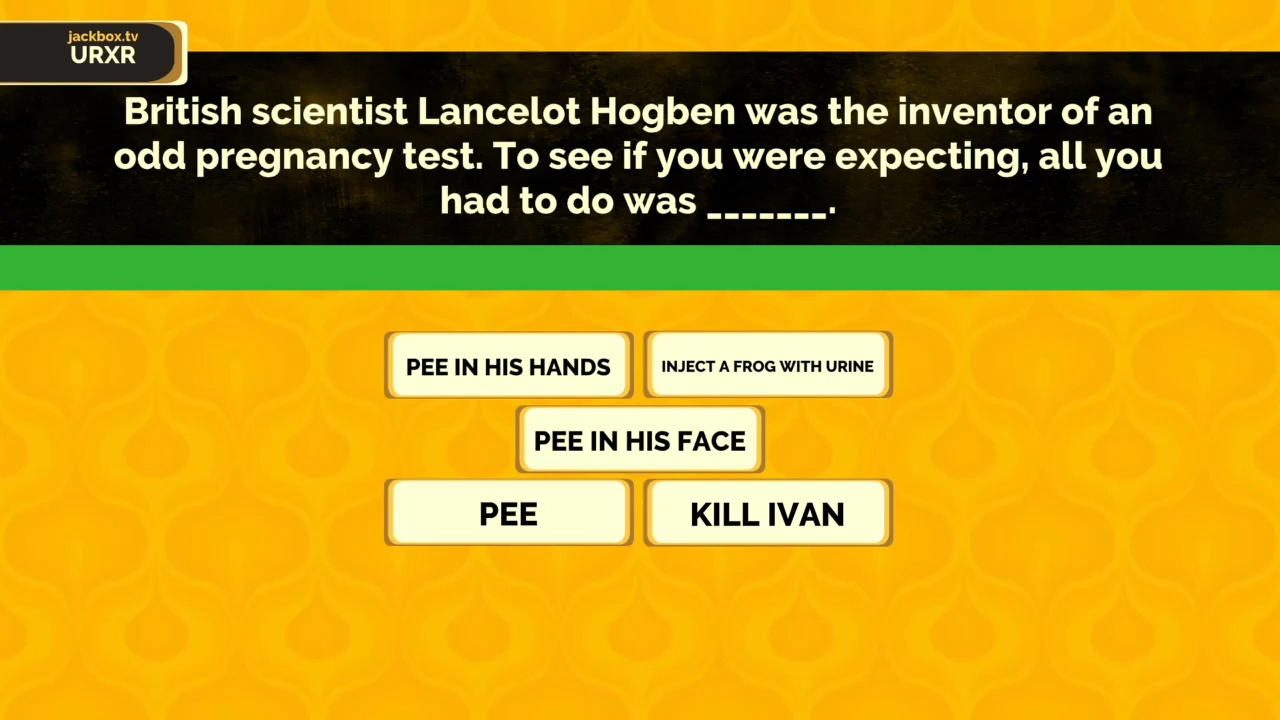 jackbox.tv
URXR
British scientist Lancelot Hogben was the inventor of an
odd pregnancy test. To see if you were expecting, all you
had to do was _______.
PEE IN HIS HANDS
INJECT A FROG WITH URINE
PEE IN HIS FACE
PEE
KILL IVAN